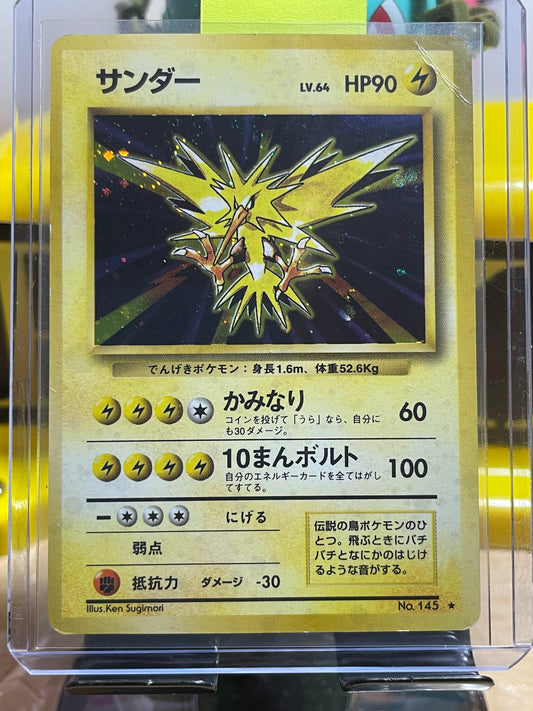 サンダー LV.64 HP90
でんげきポケモン：身長1.6m、体重52.6Kg
かみなり 60
コインを投げて「うら」なら、自分に
も30ダメージ。
10まんボルト 100
自分のエネルギーカードを全てはがし
てすてる。
にげる
弱点
抵抗力 ダメージ -30
伝説の鳥ポケモンのひ
とつ。飛ぶときにバチ
バチとなにかのはじけ
るような音がする。
Illus.Ken Sugimori No. 145 ★